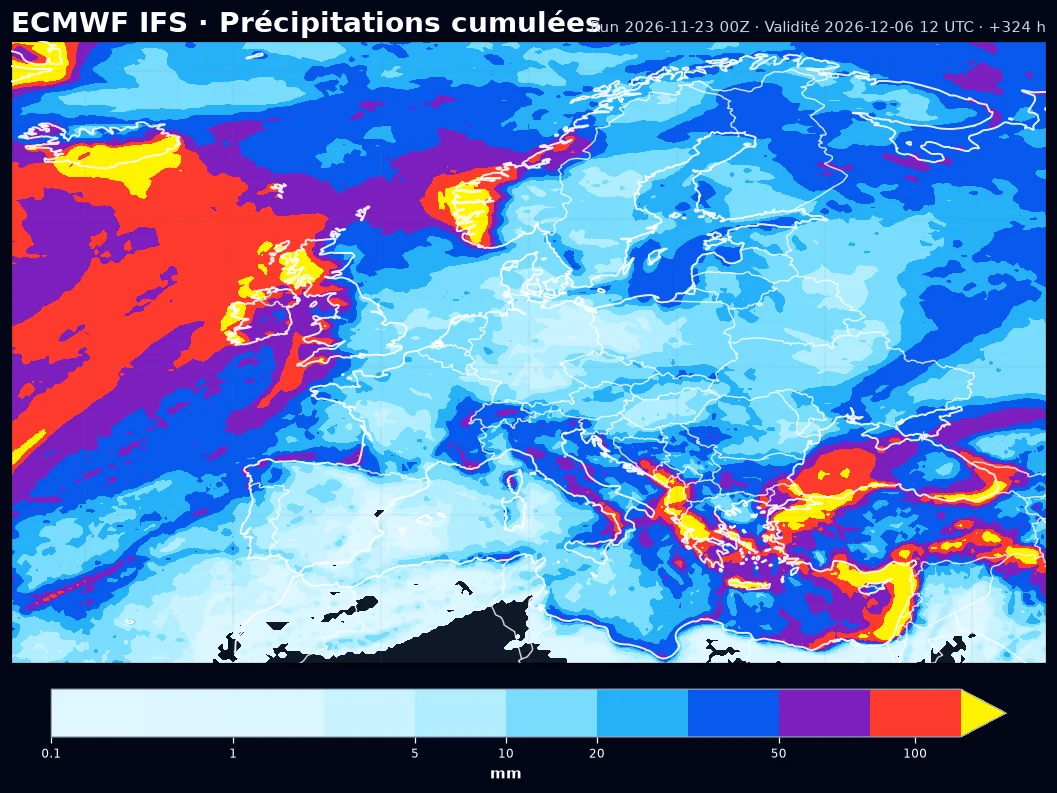 ECMWF IFS · Précipitations cumulées
Run 2026-11-23 00Z · Validité 2026-12-06 12 UTC · +324 h
0.1 1 5 10 20 50 100
mm